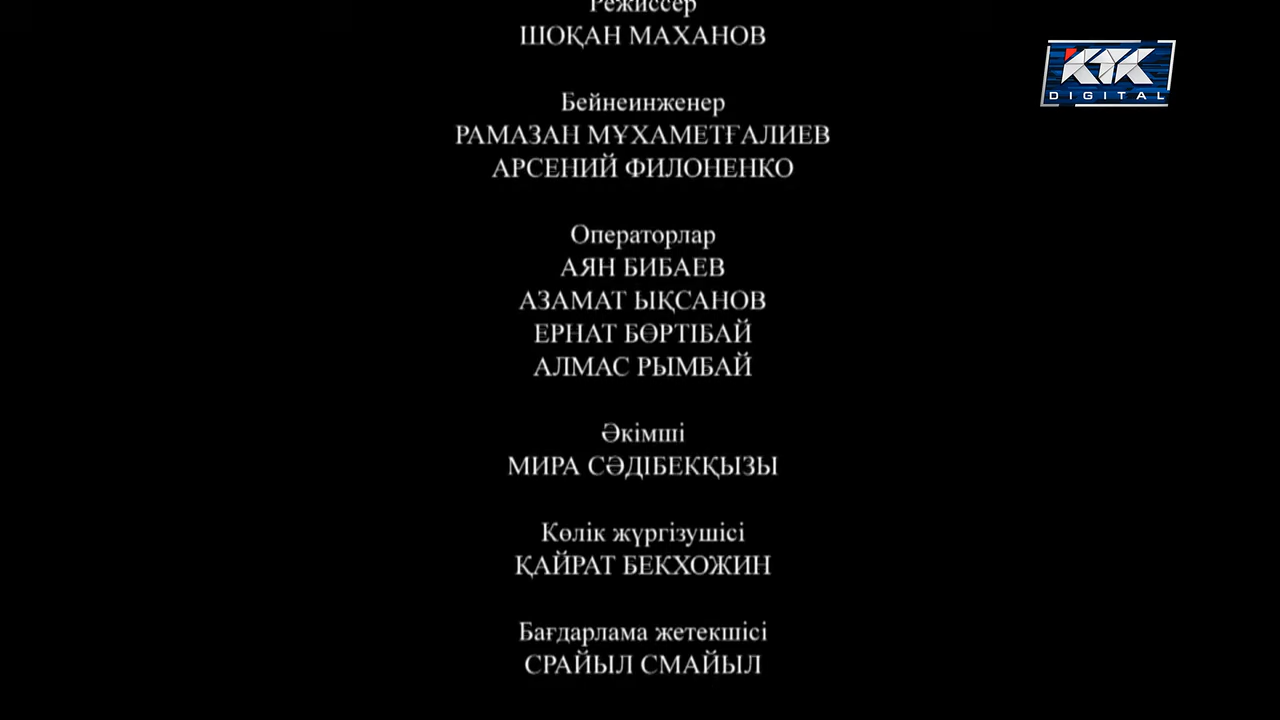 Режиссер
ШОҚАН МАХАНОВ
КТК
DIGITAL
Бейнеинженер
РАМАЗАН МҰХАМЕТҒАЛИЕВ
АРСЕНИЙ ФИЛОНЕНКО
Операторлар
АЯН БИБАЕВ
АЗАМАТ ЫҚСАНОВ
ЕРНАТ БӨРТІБАЙ
АЛМАС РЫМБАЙ
Әкімші
МИРА СӘДІБЕКҚЫЗЫ
Көлік жүргізушісі
ҚАЙРАТ БЕКХОЖИН
Бағдарлама жетекшісі
СРАЙЫЛ СМАЙЫЛ